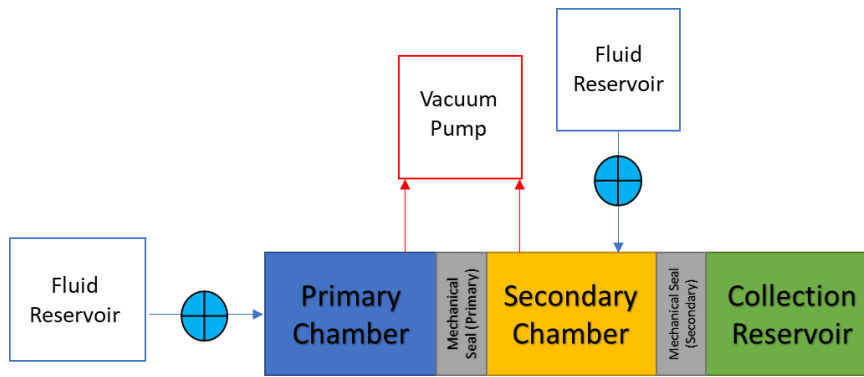 Fluid
Reservoir
Vacuum
Pump
Fluid
Reservoir
Primary
Chamber
Mechanical
Seal (Primary)
Secondary
Chamber
Mechanical Seal
(Secondary)
Collection
Reservoir